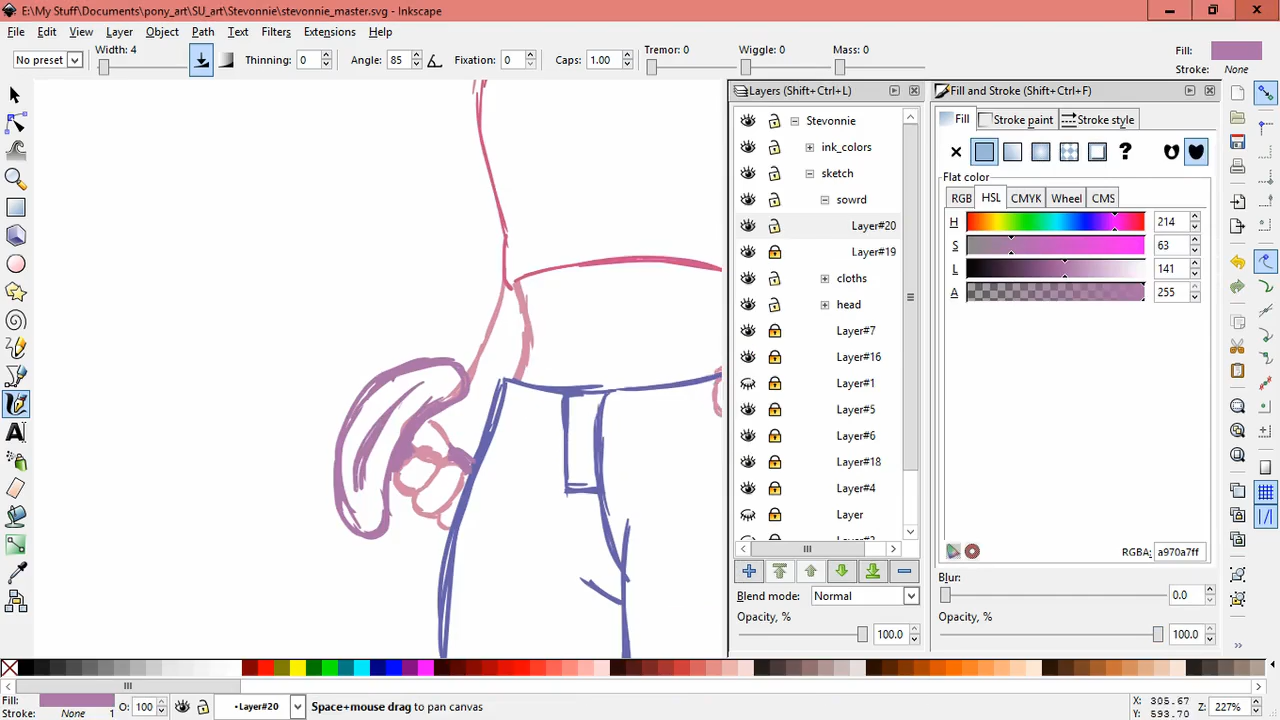 E:\My Stuff\Documents\pony_art\SU_art\Stevonnie\stevonnie_master.svg - Inkscape
File Edit View Layer Object Path Text Filters Extensions Help
No preset Width: 4 Thinning: 0 Angle: 85 Fixation: 0 Caps: 1.00 Tremor: 0 Wiggle: 0 Mass: 0 Fill: Stroke: None
Layers (Shift+Ctrl+L)
Stevonnie
ink_colors
sketch
sowrd
Layer#20
Layer#19
cloths
head
Layer#7
Layer#16
Layer#1
Layer#5
Layer#6
Layer#18
Layer#4
Layer
Blend mode: Normal
Opacity, % 100.0
Fill and Stroke (Shift+Ctrl+F)
Fill Stroke paint Stroke style
?
Flat color
RGB HSL CMYK Wheel CMS
H 214
S 63
L 141
A 255
RGBA: a970a7ff
Blur:
0.0
Opacity, %
100.0
Fill:
Stroke: None 1 O: 100 •Layer#20 Space+mouse drag to pan canvas X: 305.67 Y: 593.70 Z: 227%